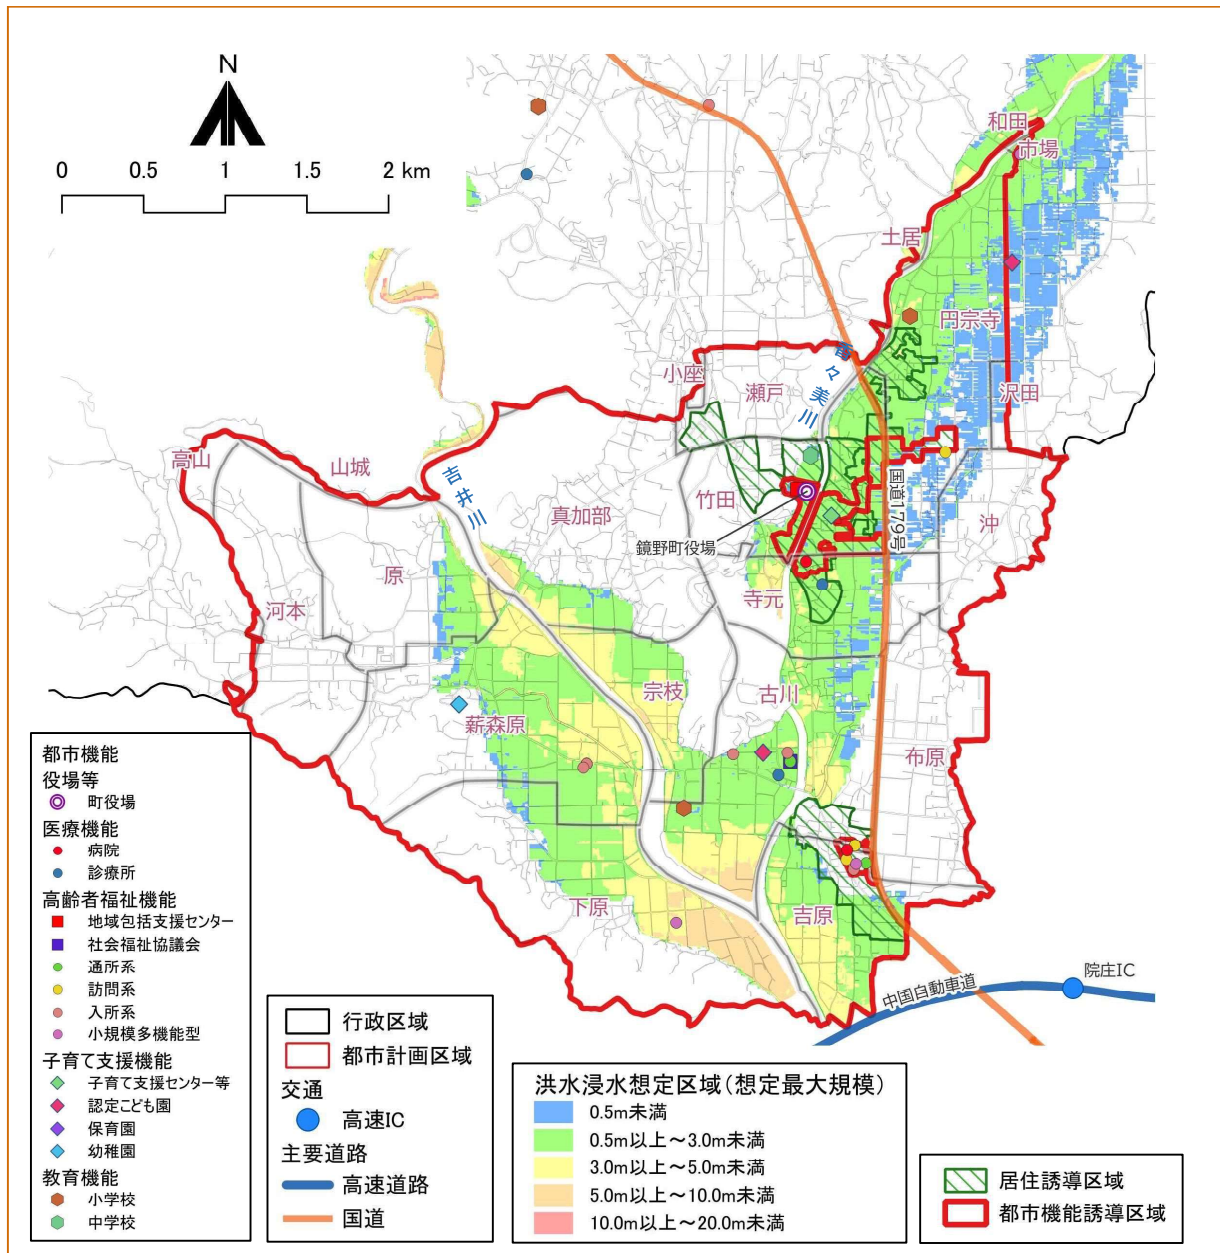 N
0 0.5 1 1.5 2 km
和田
市場
土居
円宗寺
香々美川
小座
瀬戸
沢田
高山
山城
吉井川
竹田
真加部
国道179号
沖
鏡野町役場
原
寺元
河本
宗枝
古川
薪森原
布原
下原
吉原
院庄IC
中国自動車道
都市機能
役場等
町役場
医療機能
病院
診療所
高齢者福祉機能
地域包括支援センター
社会福祉協議会
通所系
訪問系
入所系
小規模多機能型
子育て支援機能
子育て支援センター等
認定こども園
保育園
幼稚園
教育機能
小学校
中学校
行政区域
都市計画区域
交通
高速IC
主要道路
高速道路
国道
洪水浸水想定区域(想定最大規模)
0.5m未満
0.5m以上～3.0m未満
3.0m以上～5.0m未満
5.0m以上～10.0m未満
10.0m以上～20.0m未満
居住誘導区域
都市機能誘導区域